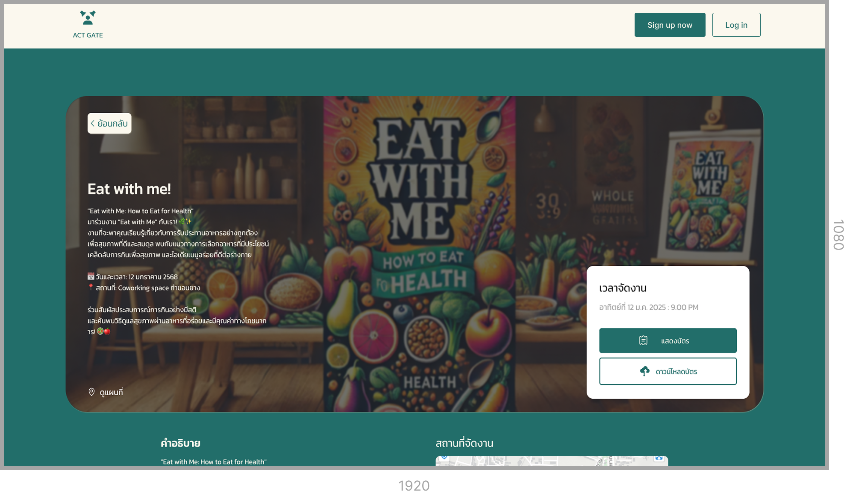 ACT GATE
Sign up now
Log in
ย้อนกลับ
Eat with me!
"Eat with Me: How to Eat for Health"
มาร่วมงาน "Eat with Me" กับเรา! 🥗✨
งานที่จะพาคุณเรียนรู้เกี่ยวกับการรับประทานอาหารอย่างถูกต้อง
เพื่อสุขภาพที่ดีและสมดุล พบกับแนวทางการเลือกอาหารที่มีประโยชน์
เคล็ดลับการกินเพื่อสุขภาพ และไอเดียเมนูอร่อยที่ดีต่อร่างกาย
📅 วันและเวลา: 12 มกราคม 2568
📍 สถานที่: Coworking space ท่าขอนยาง
ร่วมสัมผัสประสบการณ์การกินอย่างมีสติ
และค้นพบวิธีดูแลสุขภาพผ่านอาหารที่อร่อยและมีคุณค่าทางโภชนาก
าร! 🥑🍎
ดูแผนที่
EAT
WITH
ME
HOW TO EAT
for HEALTH
HEALTH
WHOLE
EAT
WITH
ME
เวลาจัดงาน
อาทิตย์ที่ 12 ม.ค. 2025 : 9:00 PM
แสดงบัตร
ดาวน์โหลดบัตร
คำอธิบาย
"Eat with Me: How to Eat for Health"
สถานที่จัดงาน
1920
1080